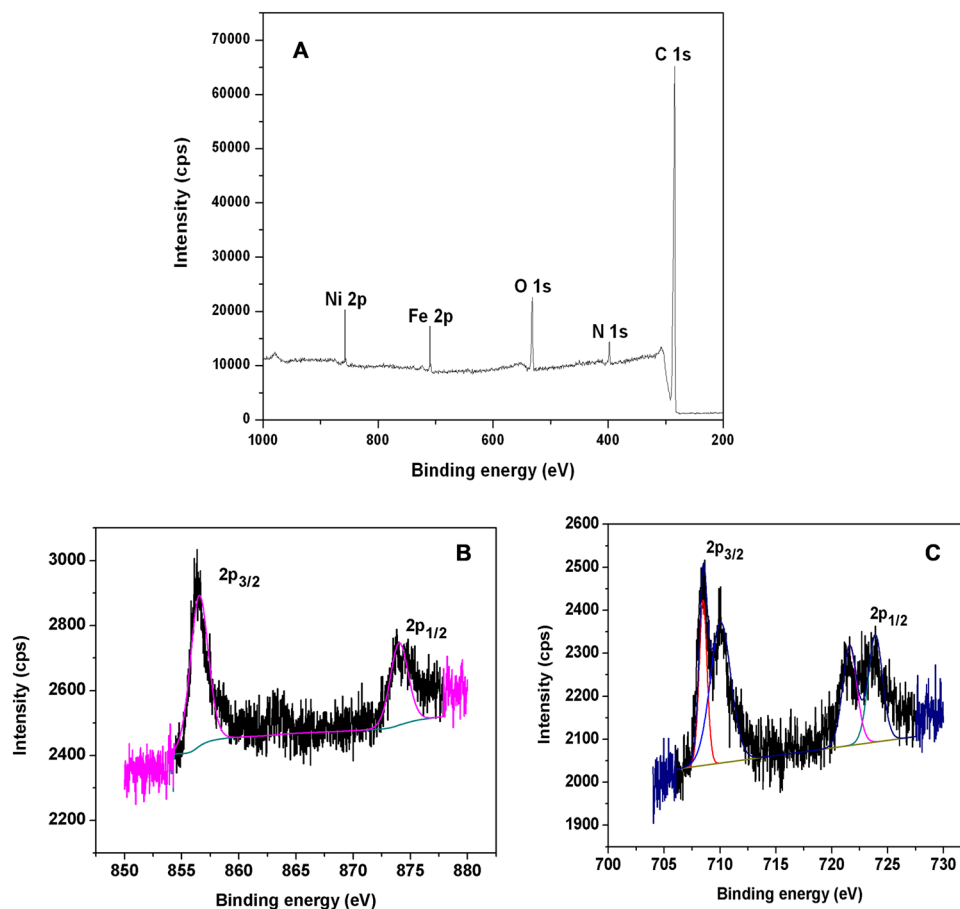 A
C 1s
Ni 2p
Fe 2p
O 1s
N 1s
70000
60000
50000
40000
30000
20000
10000
0
1000
800
600
400
200
Intensity (cps)
Binding energy (eV)
B
2p3/2
2p1/2
3000
2800
2600
2400
2200
850
855
860
865
870
875
880
Intensity (cps)
Binding energy (eV)
C
2p3/2
2p1/2
2600
2500
2400
2300
2200
2100
2000
1900
700
705
710
715
720
725
730
Intensity (cps)
Binding energy (eV)